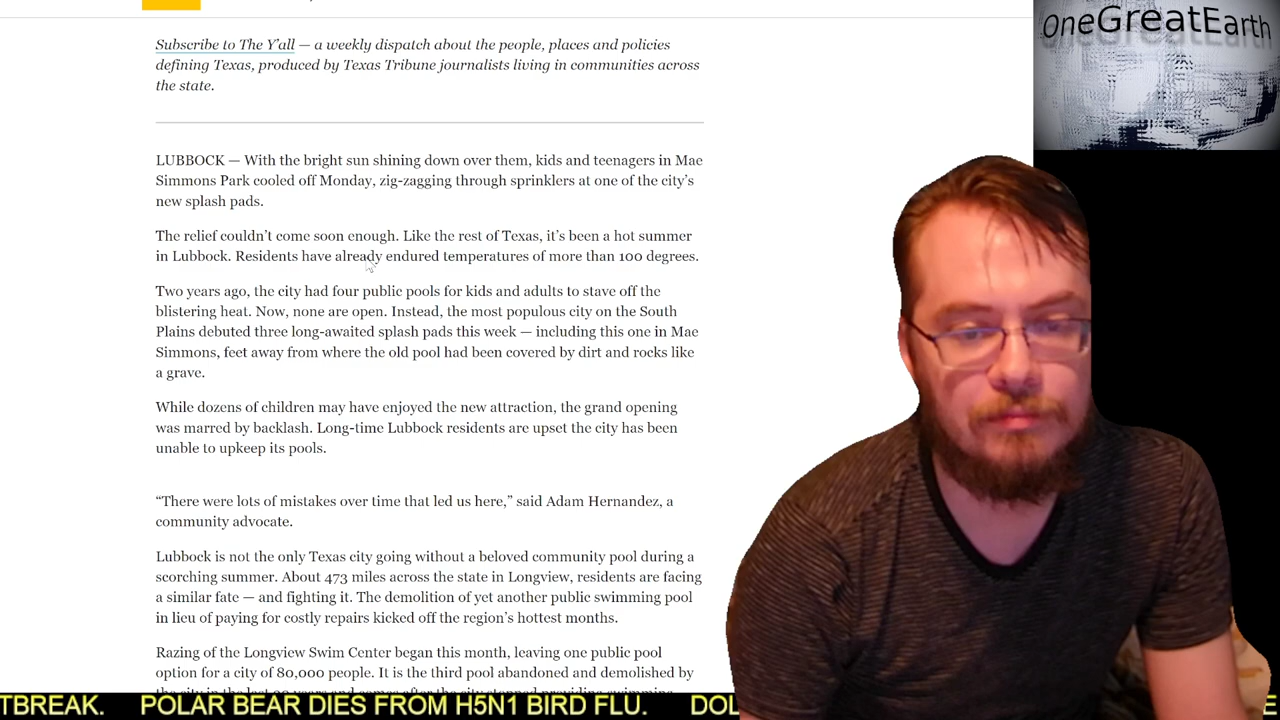 OneGreatEarth
Subscribe to The Y'all — a weekly dispatch about the people, places and policies
defining Texas, produced by Texas Tribune journalists living in communities across
the state.
LUBBOCK — With the bright sun shining down over them, kids and teenagers in Mae
Simmons Park cooled off Monday, zig-zagging through sprinklers at one of the city's
new splash pads.
The relief couldn't come soon enough. Like the rest of Texas, it's been a hot summer
in Lubbock. Residents have already endured temperatures of more than 100 degrees.
Two years ago, the city had four public pools for kids and adults to stave off the
blistering heat. Now, none are open. Instead, the most populous city on the South
Plains debuted three long-awaited splash pads this week — including this one in Mae
Simmons, feet away from where the old pool had been covered by dirt and rocks like
a grave.
While dozens of children may have enjoyed the new attraction, the grand opening
was marred by backlash. Long-time Lubbock residents are upset the city has been
unable to upkeep its pools.
“There were lots of mistakes over time that led us here,” said Adam Hernandez, a
community advocate.
Lubbock is not the only Texas city going without a beloved community pool during a
scorching summer. About 473 miles across the state in Longview, residents are facing
a similar fate — and fighting it. The demolition of yet another public swimming pool
in lieu of paying for costly repairs kicked off the region's hottest months.
Razing of the Longview Swim Center began this month, leaving one public pool
option for a city of 80,000 people. It is the third pool abandoned and demolished by
TBREAK. POLAR BEAR DIES FROM H5N1 BIRD FLU. DOL